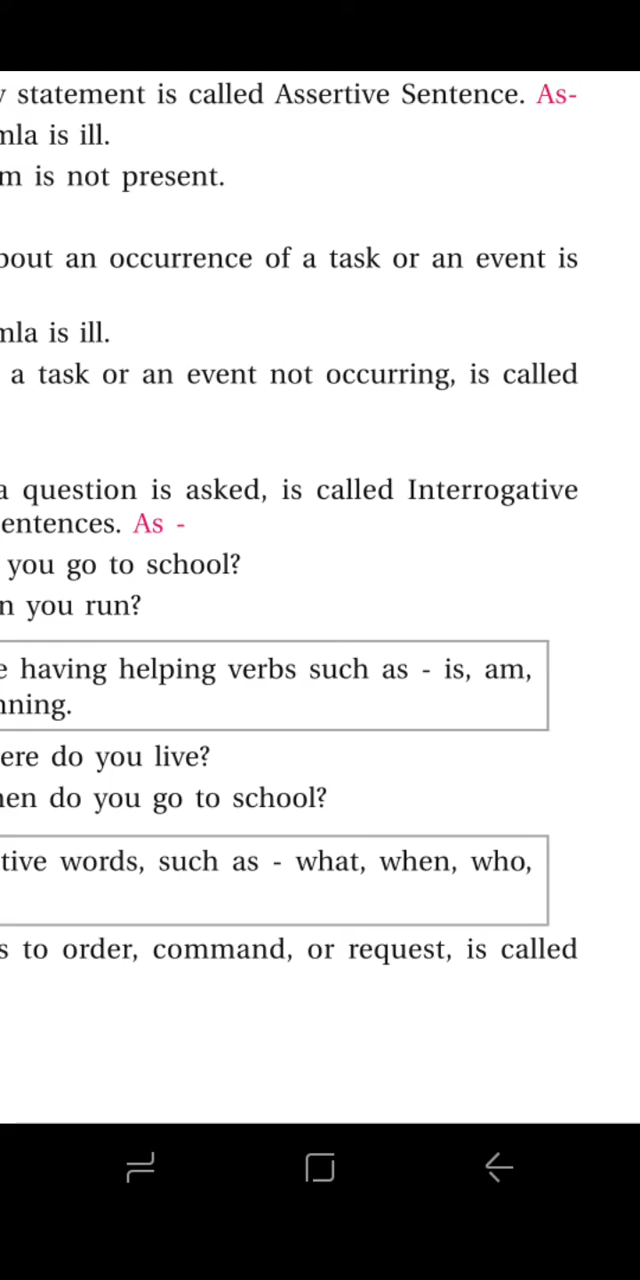 statement is called Assertive Sentence. As-
mla is ill.
m is not present.
bout an occurrence of a task or an event is
mla is ill.
a task or an event not occurring, is called
a question is asked, is called Interrogative
entences. As -
you go to school?
n you run?
e having helping verbs such as - is, am,
nning.
ere do you live?
hen do you go to school?
tive words, such as - what, when, who,
s to order, command, or request, is called